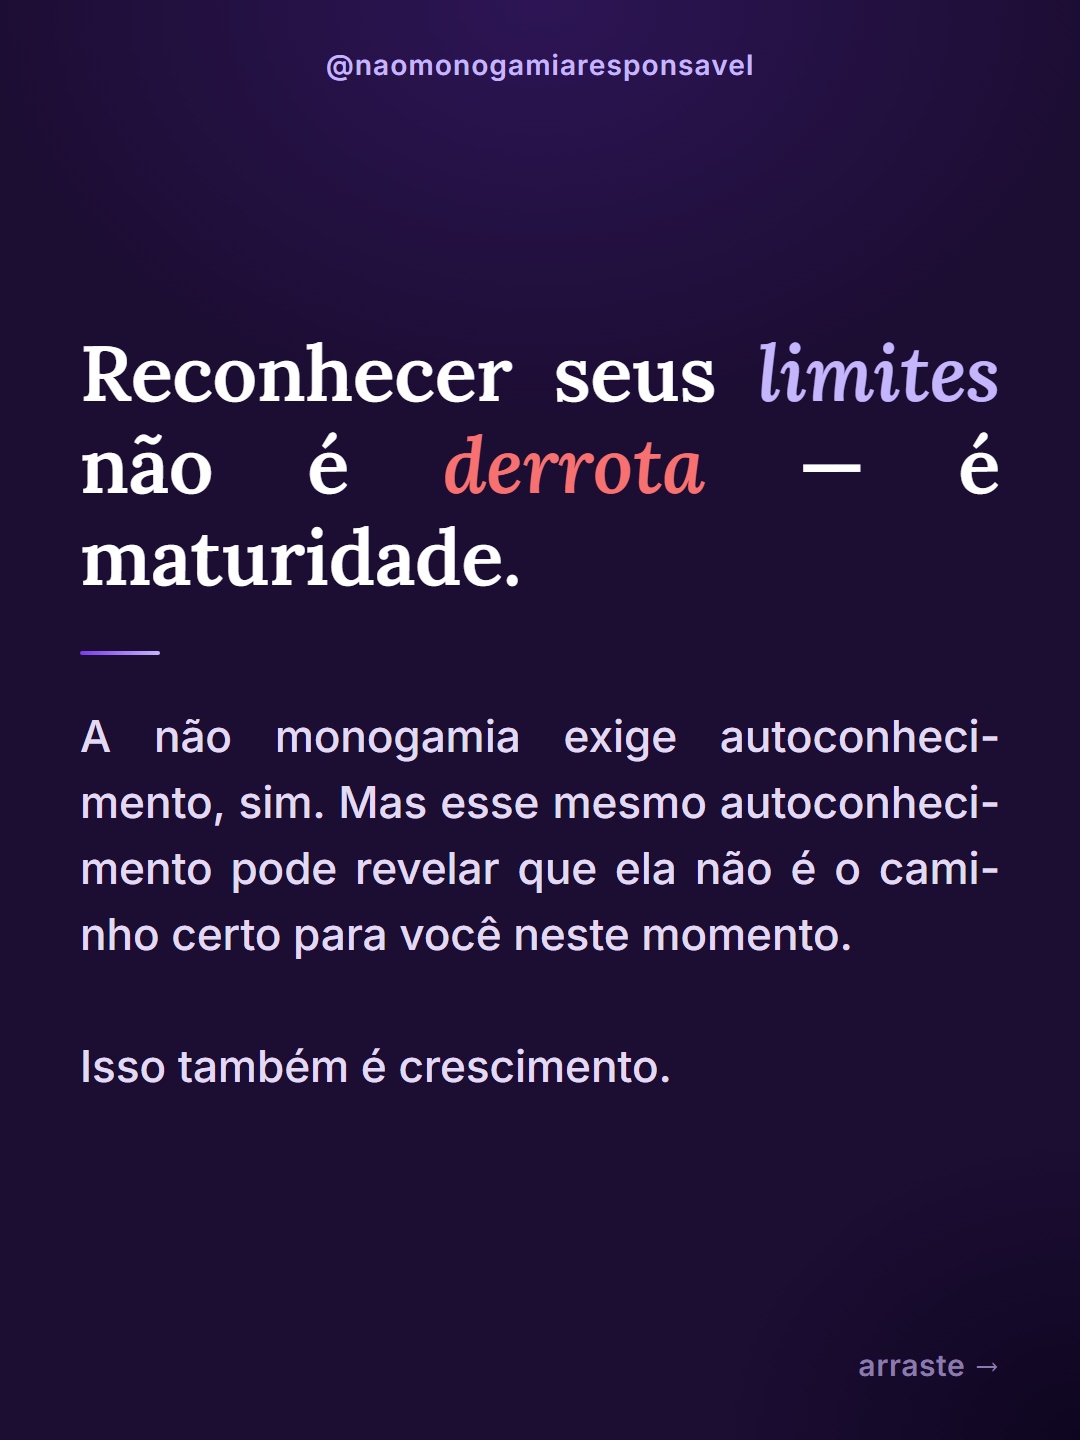 @naomonogamiaresponsavel
Reconhecer seus limites
não é derrota — é
maturidade.
A não monogamia exige autoconheci-
mento, sim. Mas esse mesmo autoconheci-
mento pode revelar que ela não é o cami-
nho certo para você neste momento.
Isso também é crescimento.
arraste →